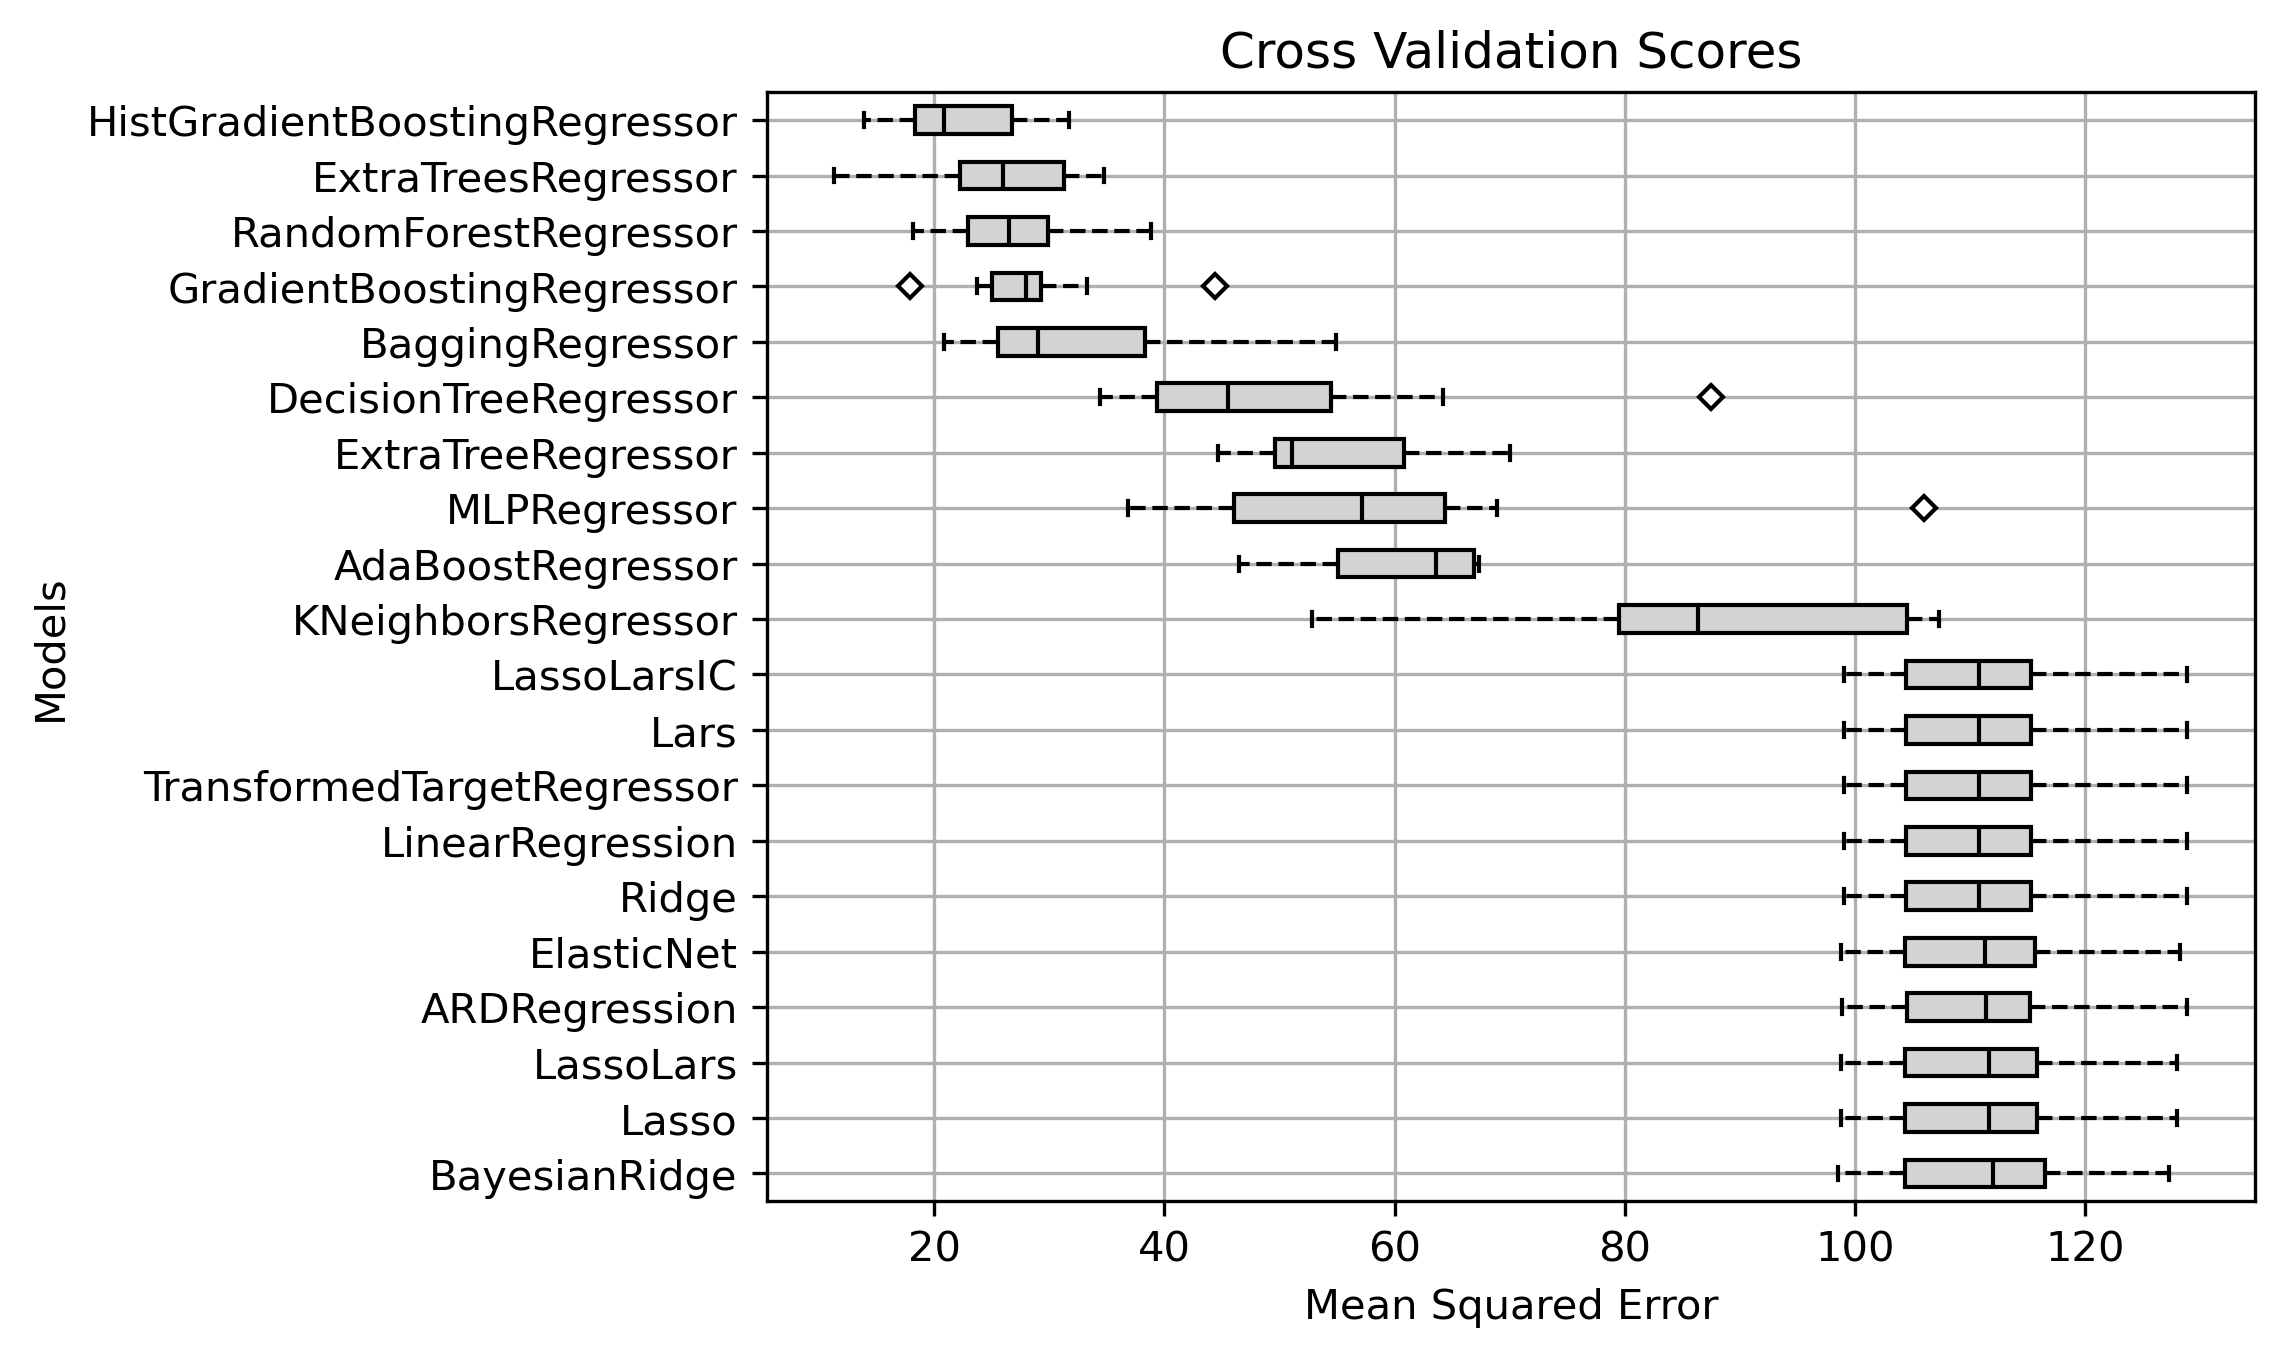 Cross Validation Scores
HistGradientBoostingRegressor
ExtraTreesRegressor
RandomForestRegressor
GradientBoostingRegressor
BaggingRegressor
DecisionTreeRegressor
ExtraTreeRegressor
MLPRegressor
AdaBoostRegressor
KNeighborsRegressor
LassoLarsIC
Lars
TransformedTargetRegressor
LinearRegression
Ridge
ElasticNet
ARDRegression
LassoLars
Lasso
BayesianRidge
Models
20 40 60 80 100 120
Mean Squared Error